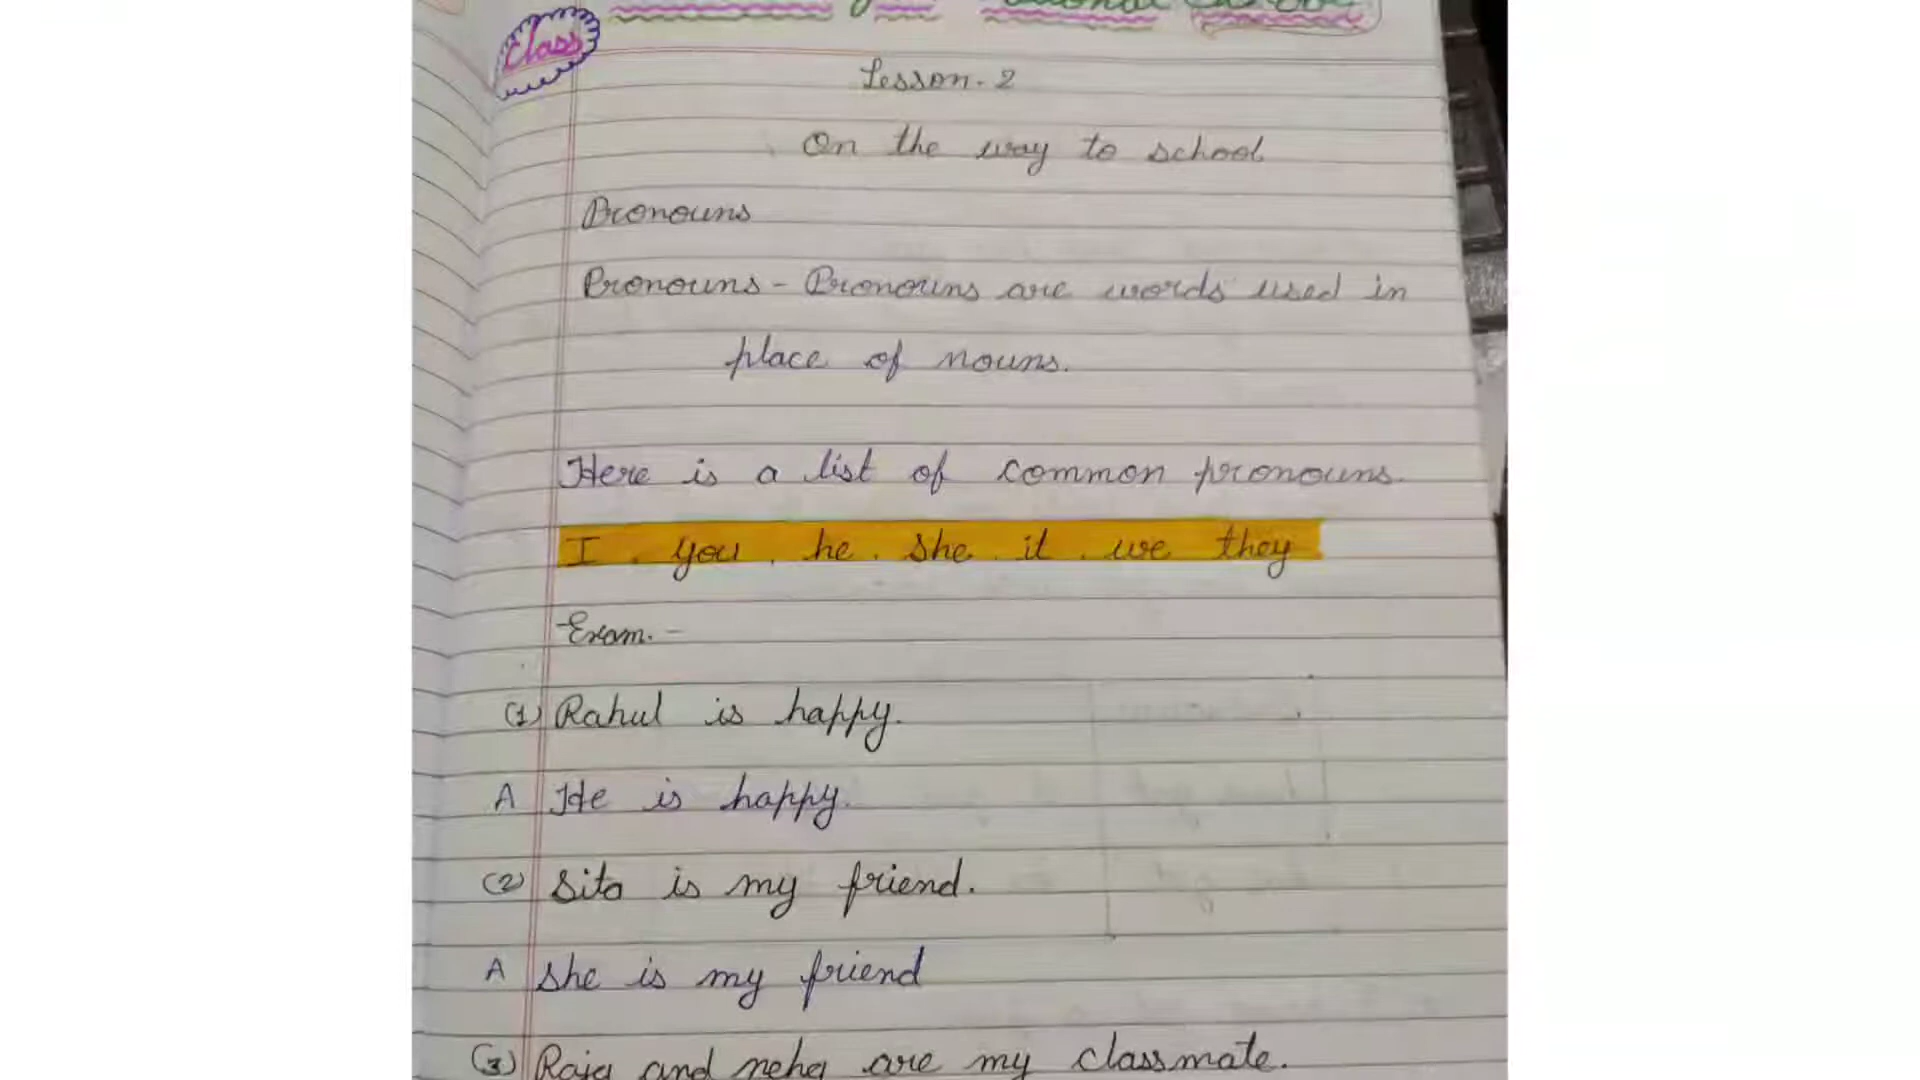 Class
Lesson-2
On the way to school
Pronouns
Pronouns - Pronouns are words used in
place of nouns.
Here is a list of common pronouns.
I, you, he, she, it, we they
Exam. -
(1) Rahul is happy.
A He is happy.
(2) Sita is my friend.
A She is my friend
(3) Raja and neha are my classmate.